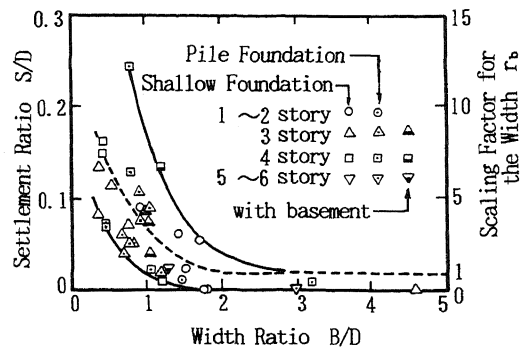 Settlement Ratio S/D
0.3
0.2
0.1
0
0
1
2
3
4
5
Width Ratio B/D
15
10
5
1
0
Scaling Factor for
the Width rb
Pile Foundation
Shallow Foundation
1 ~2 story
3 story
4 story
5~6 story
with basement